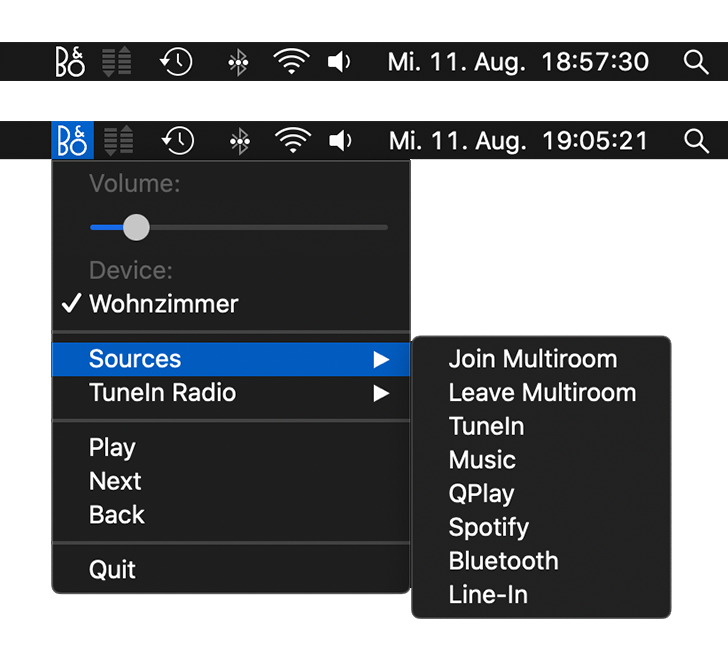 B&O Mi. 11. Aug. 18:57:30
B&O Mi. 11. Aug. 19:05:21
Volume:
Device:
✓ Wohnzimmer
Sources
TuneIn Radio
Play
Next
Back
Quit
Join Multiroom
Leave Multiroom
TuneIn
Music
QPlay
Spotify
Bluetooth
Line-In